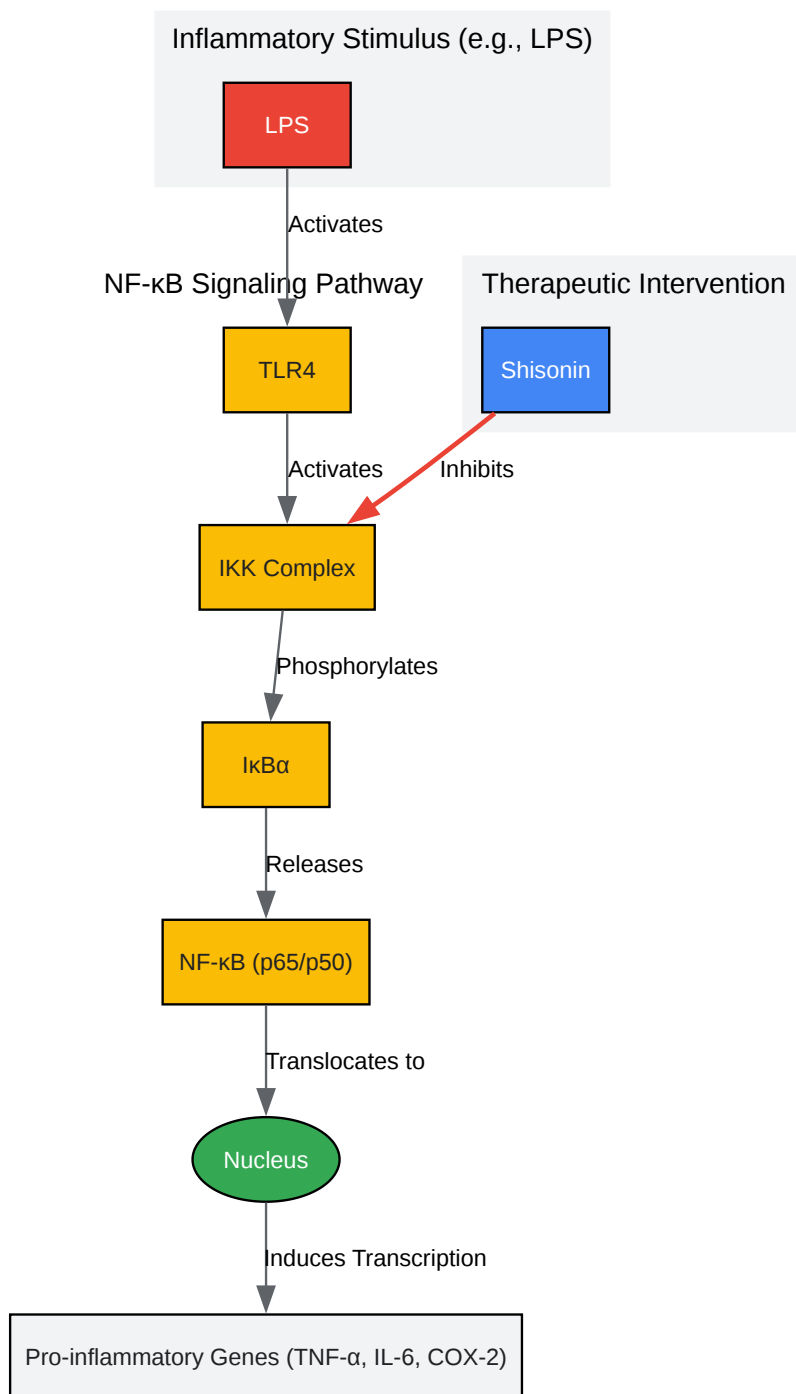 Inflammatory Stimulus (e.g., LPS)
LPS
Activates
NF-κB Signaling Pathway
Therapeutic Intervention
TLR4
Shisonin
Activates
Inhibits
IKK Complex
Phosphorylates
IκBα
Releases
NF-κB (p65/p50)
Translocates to
Nucleus
Induces Transcription
Pro-inflammatory Genes (TNF-α, IL-6, COX-2)